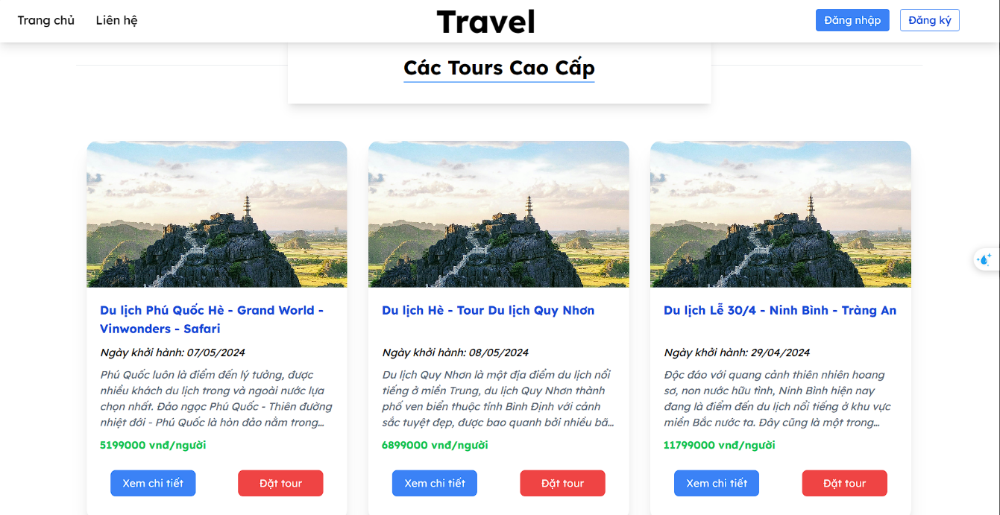 Trang chủ
Liên hệ
Travel
Đăng nhập
Đăng ký
Các Tours Cao Cấp
Du lịch Phú Quốc Hè - Grand World -
Vinwonders - Safari
Ngày khởi hành: 07/05/2024
Phú Quốc luôn là điểm đến lý tưởng, được
nhiều khách du lịch trong và ngoài nước lựa
chọn nhất. Đảo ngọc Phú Quốc - Thiên đường
nhiệt đới - Phú Quốc là hòn đảo nằm trong...
5199000 vnđ/người
Xem chi tiết
Đặt tour
Du lịch Hè - Tour Du lịch Quy Nhơn
Ngày khởi hành: 08/05/2024
Du lịch Quy Nhơn là một địa điểm du lịch nổi
tiếng ở miền Trung, du lịch Quy Nhơn thành
phố ven biển thuộc tỉnh Bình Định với cảnh
sắc tuyệt đẹp, được bao quanh bởi nhiều bã...
6899000 vnđ/người
Xem chi tiết
Đặt tour
Du lịch Lễ 30/4 - Ninh Bình - Tràng An
Ngày khởi hành: 29/04/2024
Độc đáo với quang cảnh thiên nhiên hoang
sơ, non nước hữu tình, Ninh Bình hiện nay
đang là điểm đến du lịch nổi tiếng ở khu vực
miền Bắc nước ta. Đây cũng là một trong...
11799000 vnđ/người
Xem chi tiết
Đặt tour